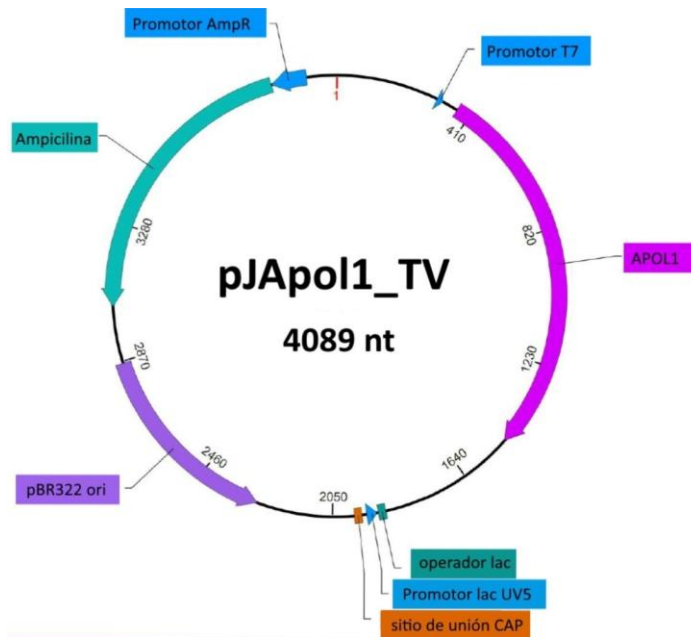 Promotor AmpR
Promotor T7
1
410
Ampicilina
820
3280
APOL1
pJApol1_TV
4089 nt
1230
2870
1640
2460
pBR322 ori
2050
operador lac
Promotor lac UV5
sitio de unión CAP